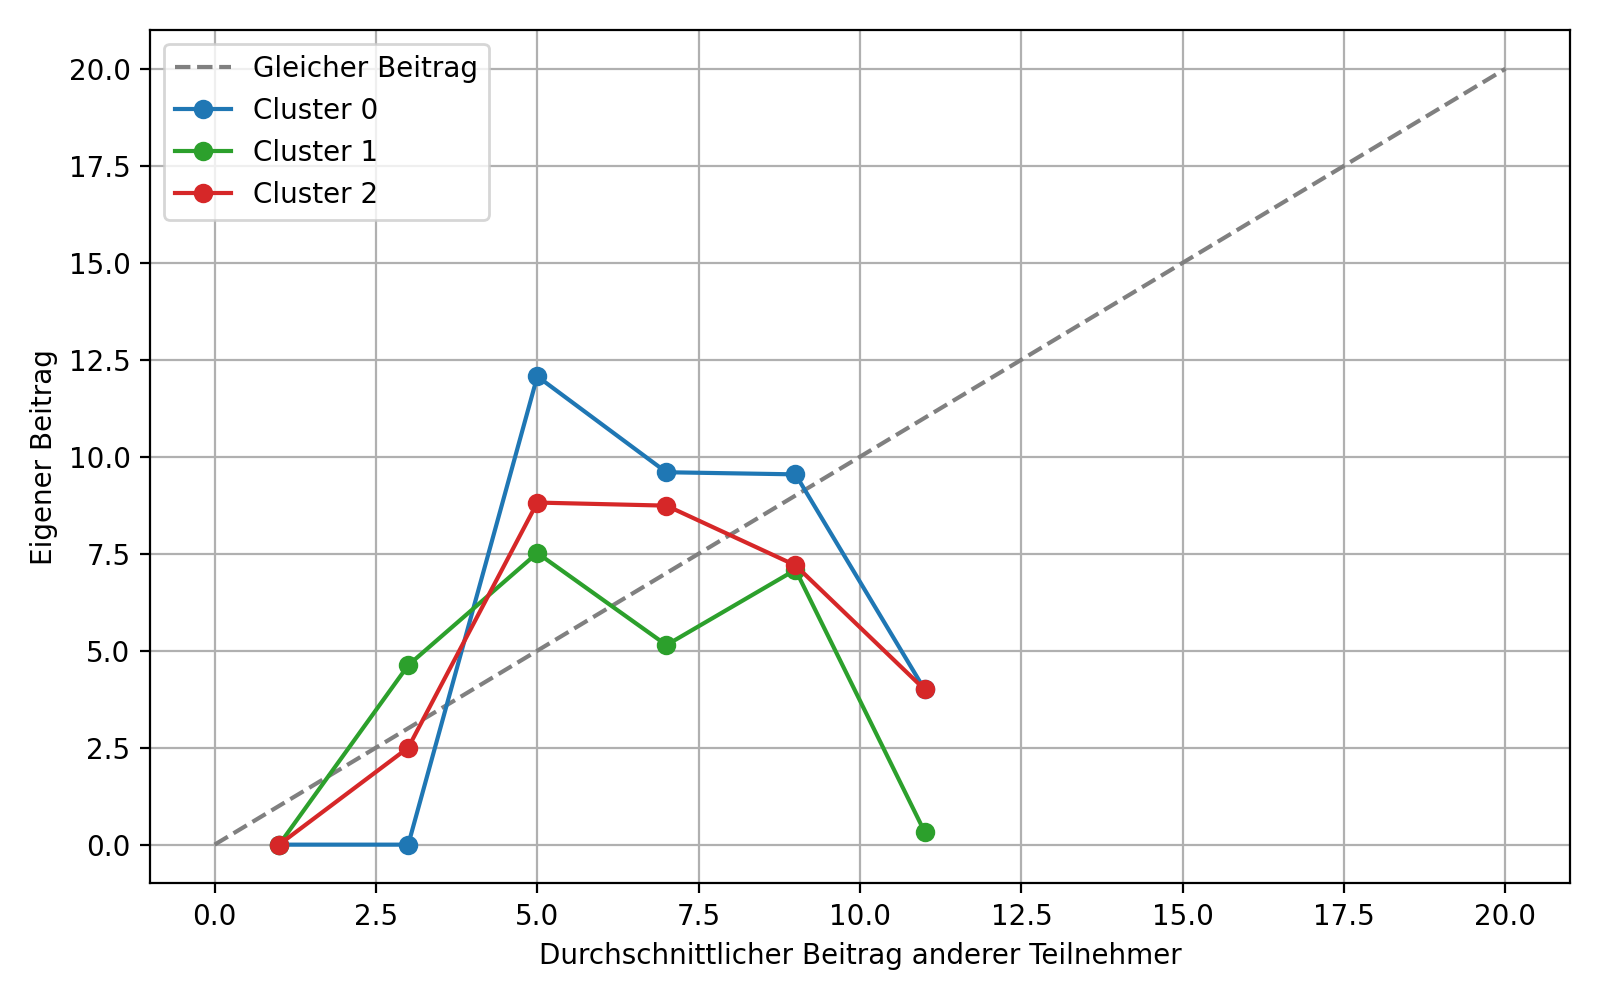 Gleicher Beitrag
Cluster 0
Cluster 1
Cluster 2
20.0
17.5
15.0
12.5
10.0
7.5
5.0
2.5
0.0
Eigener Beitrag
0.0 2.5 5.0 7.5 10.0 12.5 15.0 17.5 20.0
Durchschnittlicher Beitrag anderer Teilnehmer